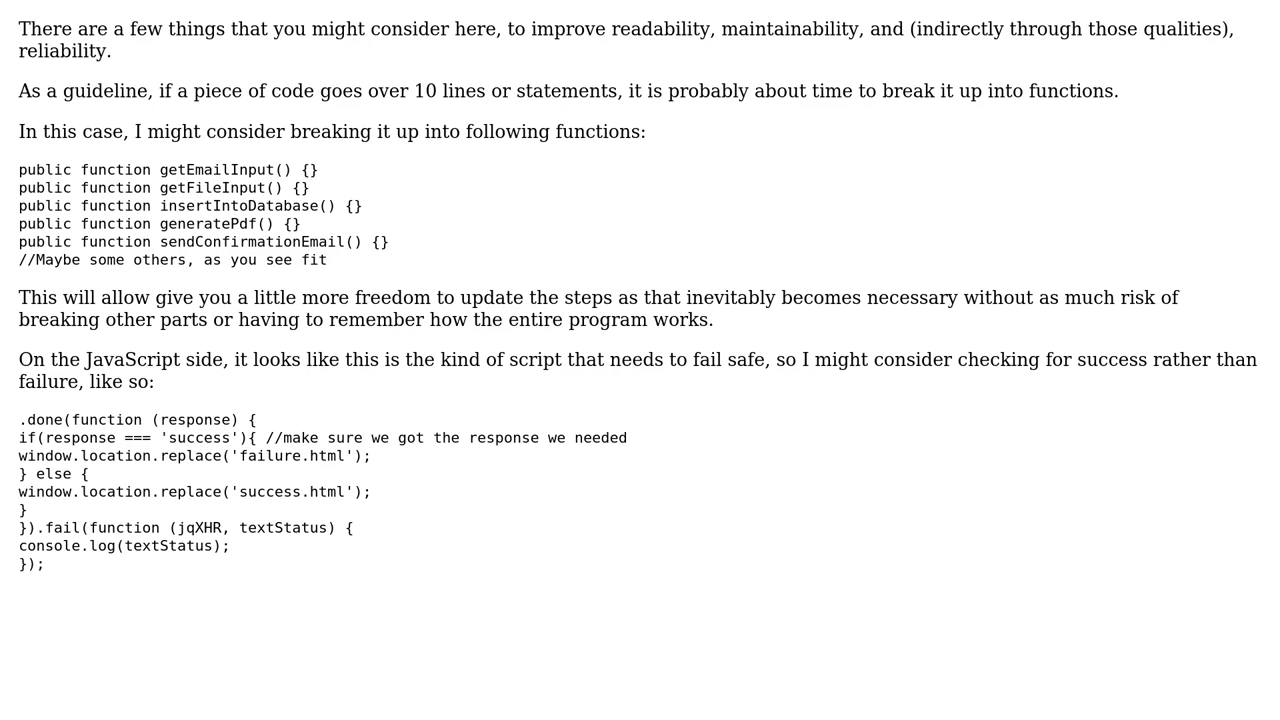 There are a few things that you might consider here, to improve readability, maintainability, and (indirectly through those qualities),
reliability.
As a guideline, if a piece of code goes over 10 lines or statements, it is probably about time to break it up into functions.
In this case, I might consider breaking it up into following functions:
public function getEmailInput() {}
public function getFileInput() {}
public function insertIntoDatabase() {}
public function generatePdf() {}
public function sendConfirmationEmail() {}
//Maybe some others, as you see fit
This will allow give you a little more freedom to update the steps as that inevitably becomes necessary without as much risk of
breaking other parts or having to remember how the entire program works.
On the JavaScript side, it looks like this is the kind of script that needs to fail safe, so I might consider checking for success rather than
failure, like so:
.done(function (response) {
if(response === 'success'){ //make sure we got the response we needed
window.location.replace('failure.html');
} else {
window.location.replace('success.html');
}
}).fail(function (jqXHR, textStatus) {
console.log(textStatus);
});